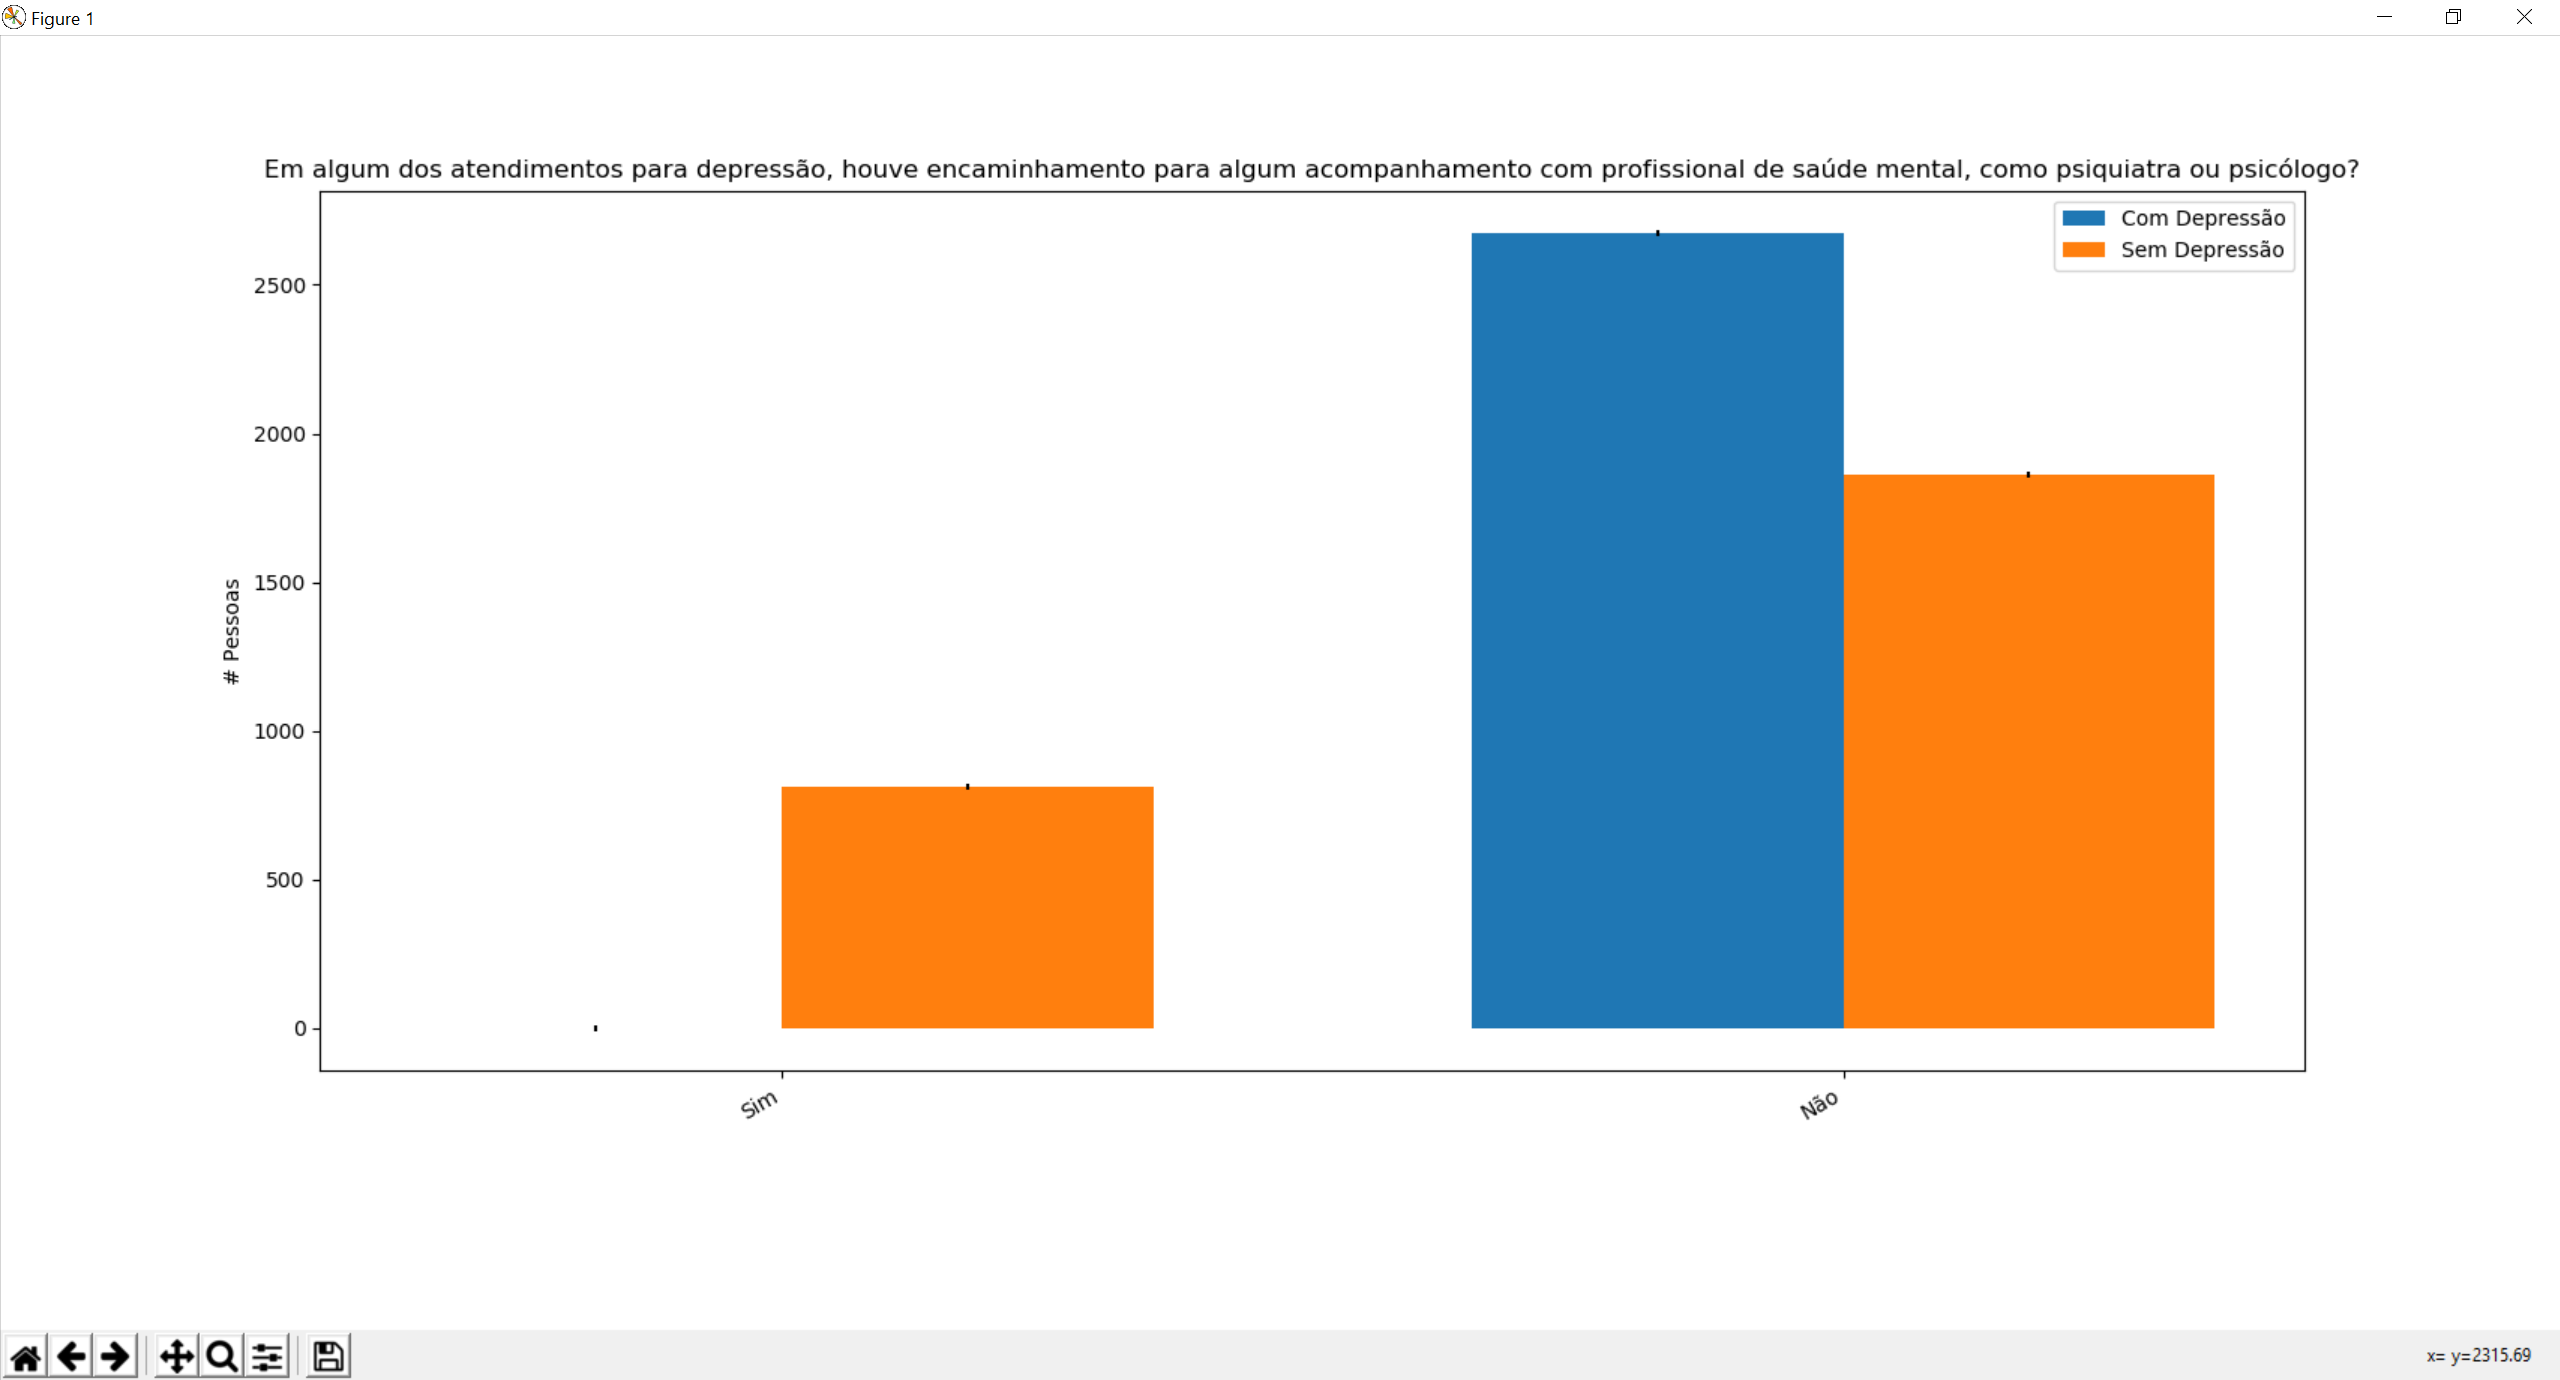 Figure 1
Em algum dos atendimentos para depressão, houve encaminhamento para algum acompanhamento com profissional de saúde mental, como psiquiatra ou psicólogo?
Com Depressão
Sem Depressão
2500
2000
1500
1000
500
0
# Pessoas
Sim
Não
x= y=2315.69